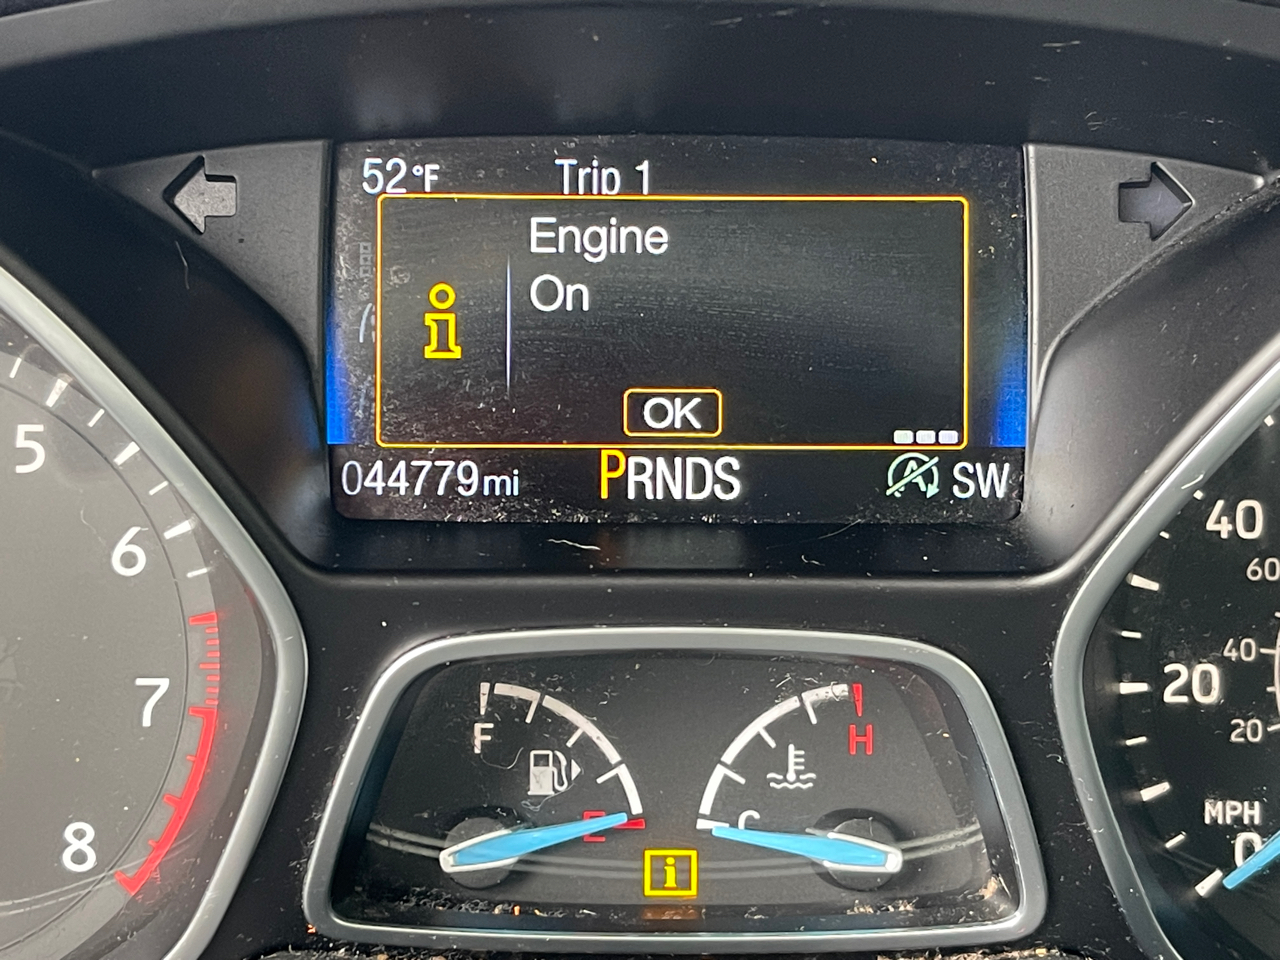 52°F Trip 1
Engine
On
OK
044779mi PRNDS A SW
5
6
7
8
F
E
H
C
i
40
60
40
20
20
MPH
0